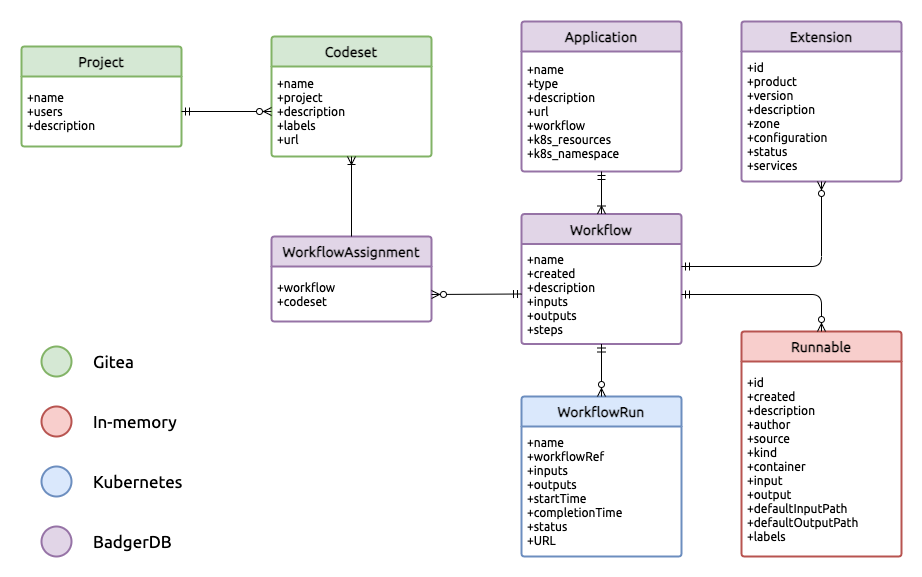 Project
+name
+users
+description
Codeset
+name
+project
+description
+labels
+url
Application
+name
+type
+description
+url
+workflow
+k8s_resources
+k8s_namespace
Extension
+id
+product
+version
+description
+zone
+configuration
+status
+services
WorkflowAssignment
+workflow
+codeset
Workflow
+name
+created
+description
+inputs
+outputs
+steps
WorkflowRun
+name
+workflowRef
+inputs
+outputs
+startTime
+completionTime
+status
+URL
Runnable
+id
+created
+description
+author
+source
+kind
+container
+input
+output
+defaultInputPath
+defaultOutputPath
+labels
Gitea
In-memory
Kubernetes
BadgerDB